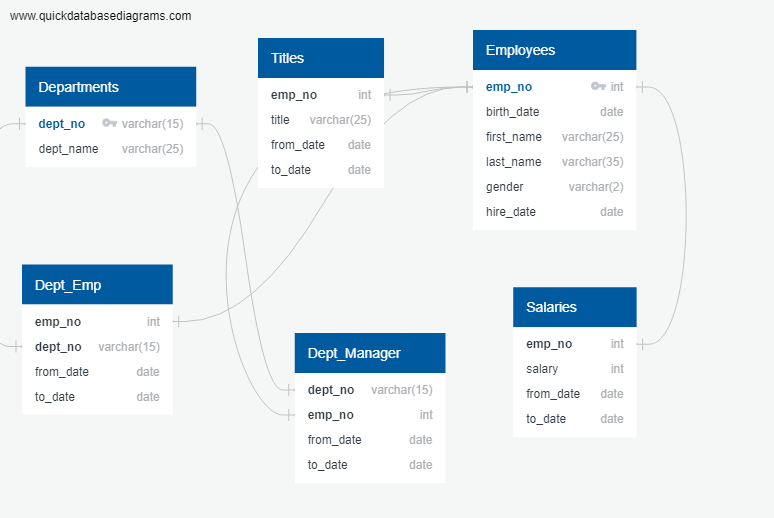 www.quickdatabasediagrams.com
Departments
dept_no varchar(15)
dept_name varchar(25)
Titles
emp_no int
title varchar(25)
from_date date
to_date date
Employees
emp_no int
birth_date date
first_name varchar(25)
last_name varchar(35)
gender varchar(2)
hire_date date
Dept_Emp
emp_no int
dept_no varchar(15)
from_date date
to_date date
Dept_Manager
dept_no varchar(15)
emp_no int
from_date date
to_date date
Salaries
emp_no int
salary int
from_date date
to_date date